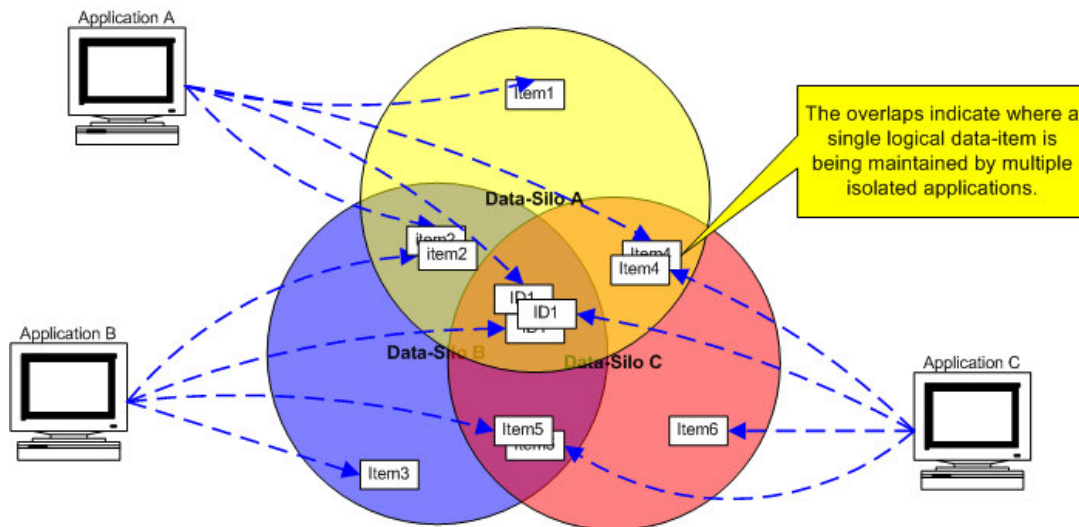 Application A
Item1
The overlaps indicate where a
single logical data-item is
being maintained by multiple
isolated applications.
Data-Silo A
item2
item2
Item4
Item4
ID1
ID1
ID1
Application B
Data-Silo B
Data-Silo C
Application C
Item5
Item5
Item6
Item3